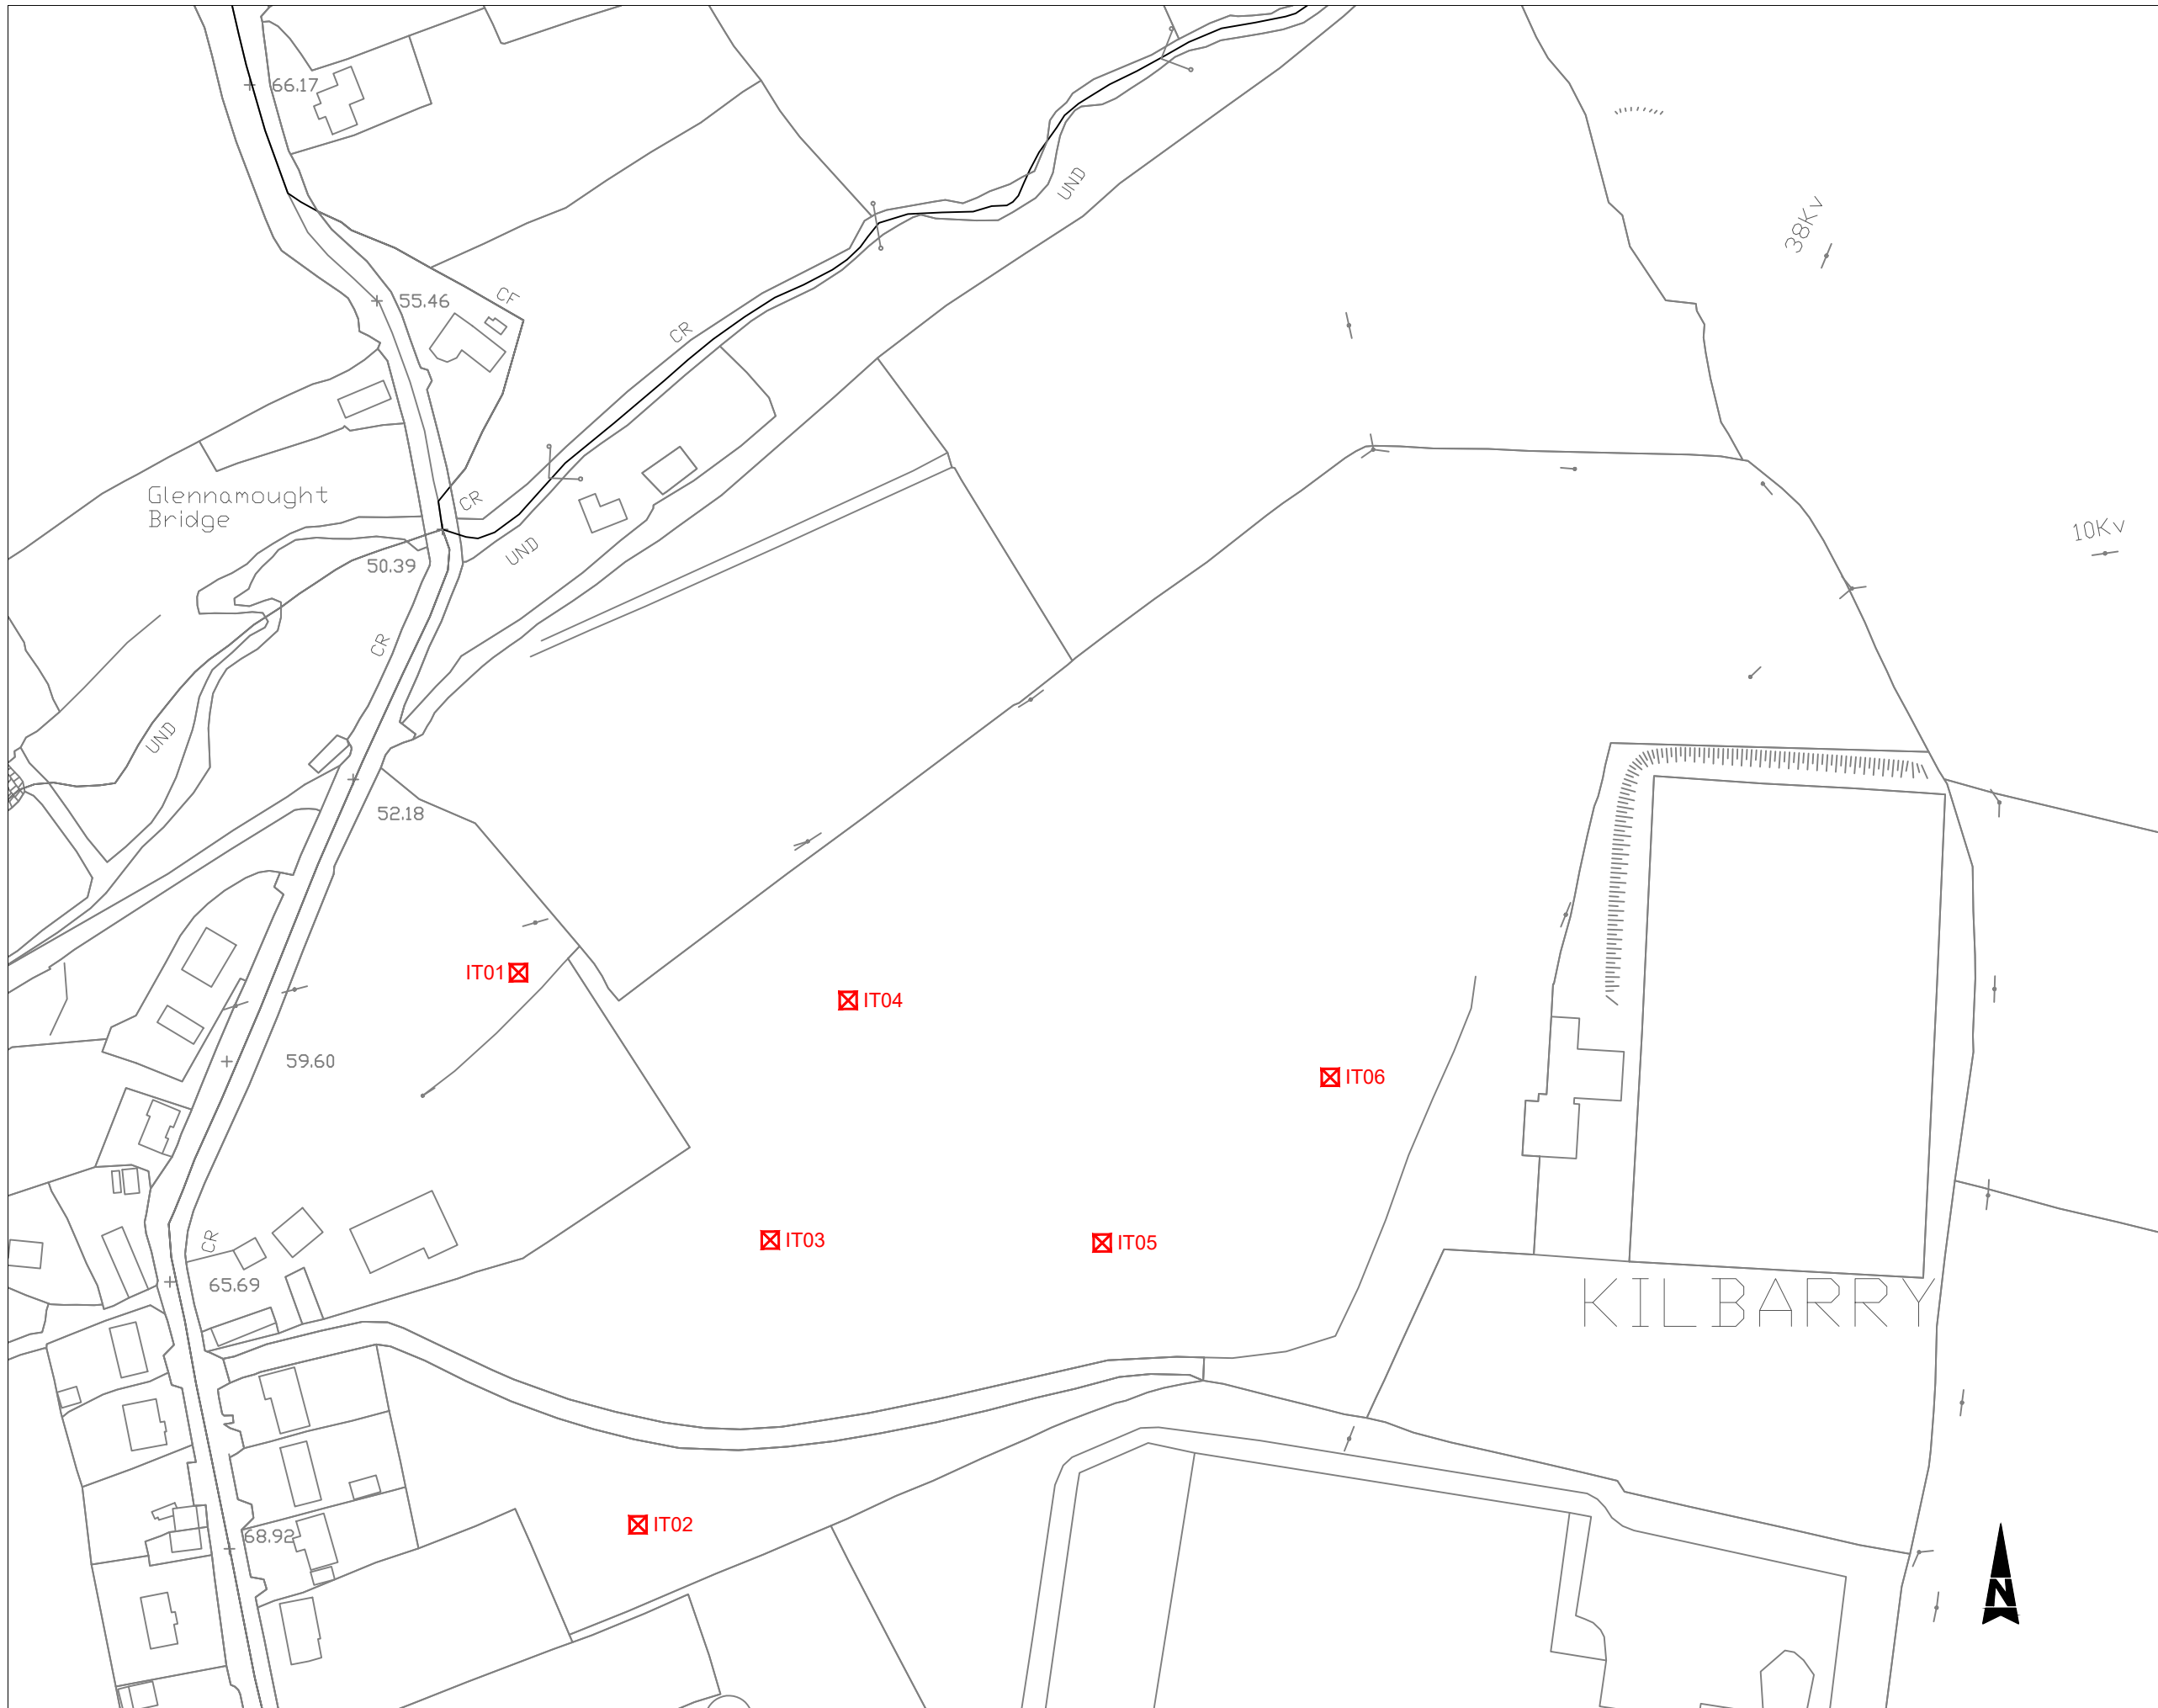 66.17
UND
38Kv
CF
55.46
CR
Glennamought
Bridge
CR
10Kv
UND
50.39
CR
UND
52.18
IT01
IT04
59.60
IT06
CR
IT03
IT05
65.69
KILBARRY
IT02
68.92
N